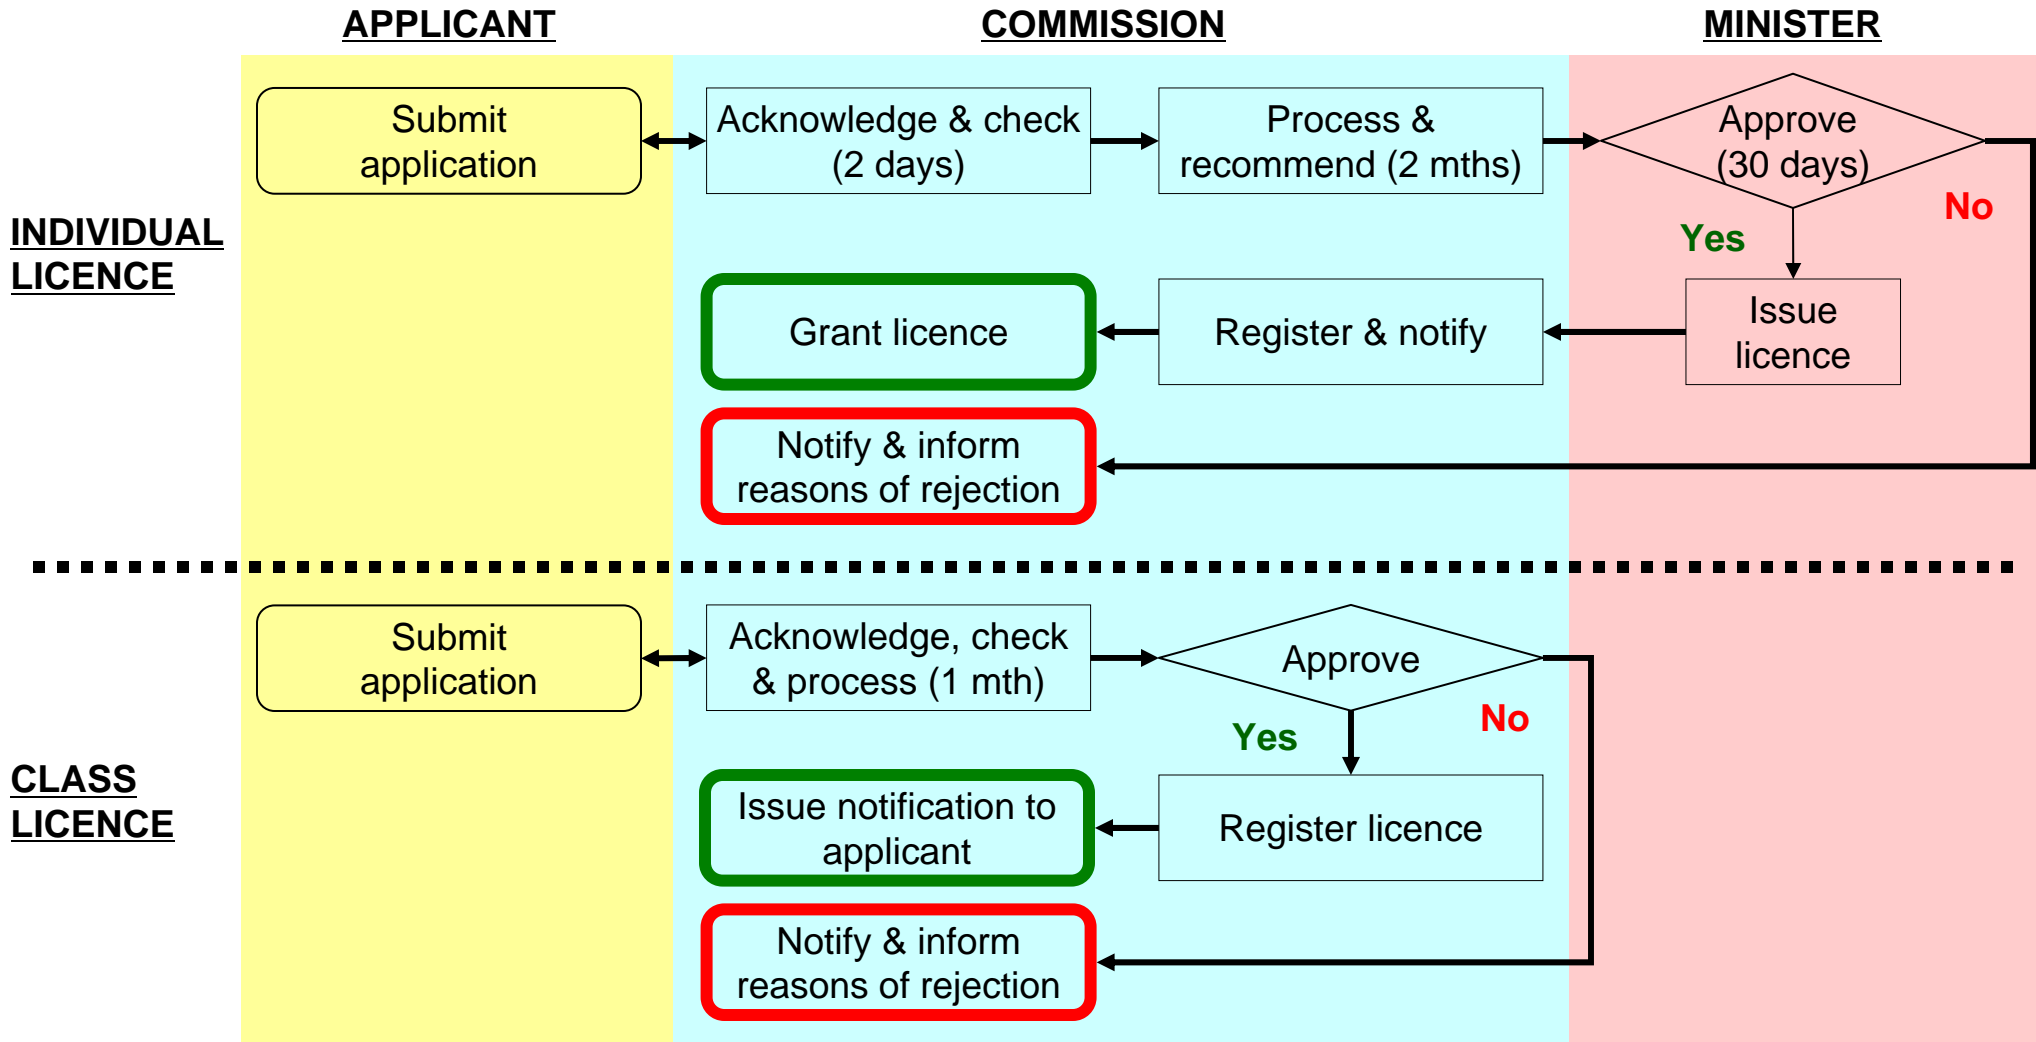 APPLICANT
COMMISSION
MINISTER
INDIVIDUAL
LICENCE
Submit
application
Acknowledge & check
(2 days)
Process &
recommend (2 mths)
Approve
(30 days)
No
Yes
Issue
licence
Register & notify
Grant licence
Notify & inform
reasons of rejection
CLASS
LICENCE
Submit
application
Acknowledge, check
& process (1 mth)
Approve
No
Yes
Register licence
Issue notification to
applicant
Notify & inform
reasons of rejection